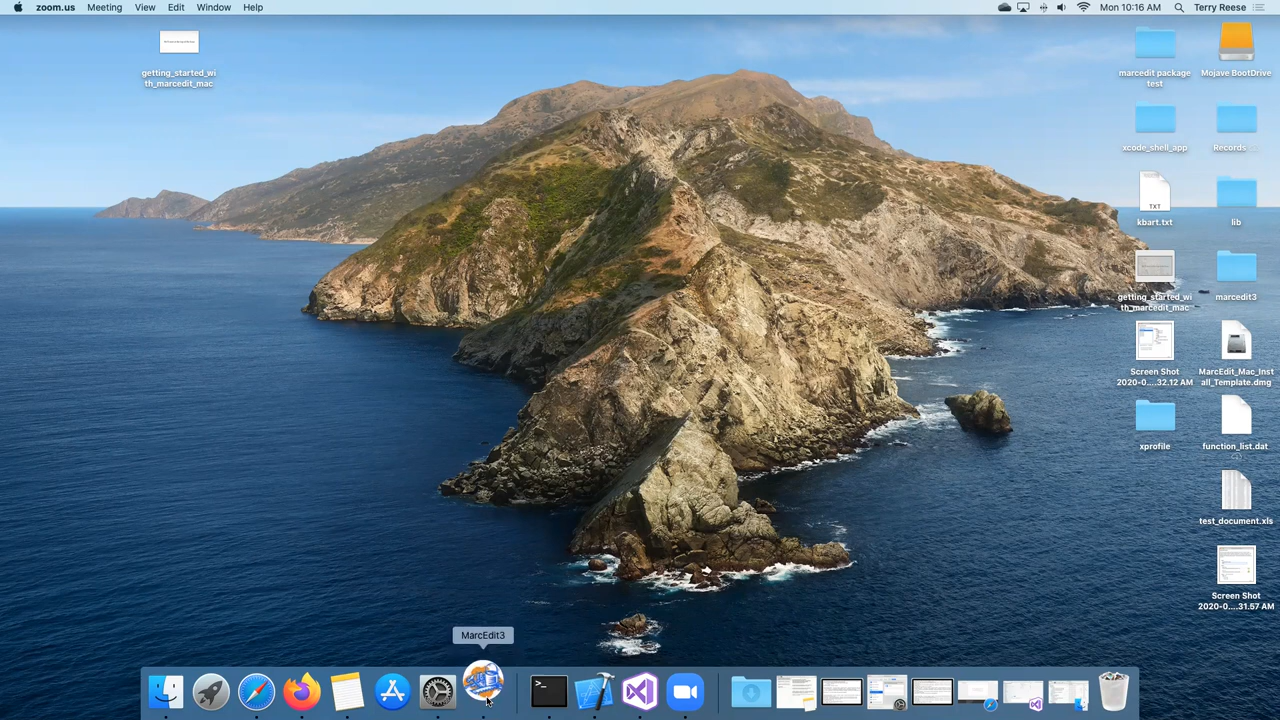 zoom.us Meeting View Edit Window Help Mon 10:16 AM Terry Reese
getting_started_wi
th_marcedit_mac
marcedit package
test
Mojave BootDrive
xcode_shell_app
Records
TXT
kbart.txt
lib
getting_started_wi
th_marcedit_mac
marcedit3
Screen Shot
2020-0....32.12 AM
MarcEdit_Mac_Inst
all_Template.dmg
xprofile
function_list.dat
test_document.xls
Screen Shot
2020-0....31.57 AM
MarcEdit3